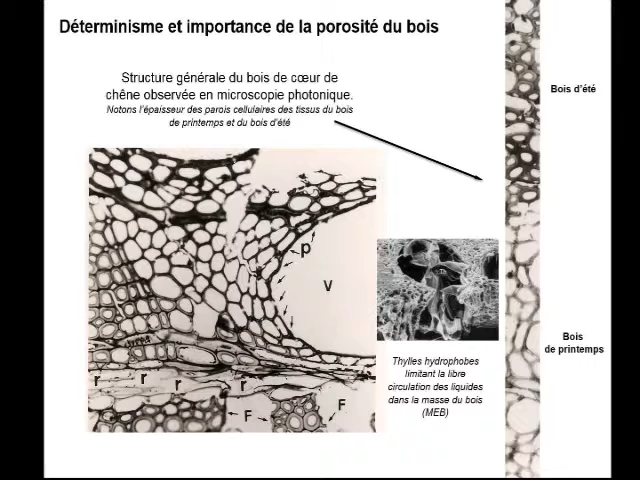 Déterminisme et importance de la porosité du bois
Structure générale du bois de cœur de
chêne observée en microscopie photonique.
Notons l'épaisseur des parois cellulaires des tissus du bois
de printemps et du bois d'été
Bois d'été
p
V
Bois
de printemps
Thylles hydrophobes
limitant la libre
circulation des liquides
dans la masse du bois
(MEB)
r r r r
F F